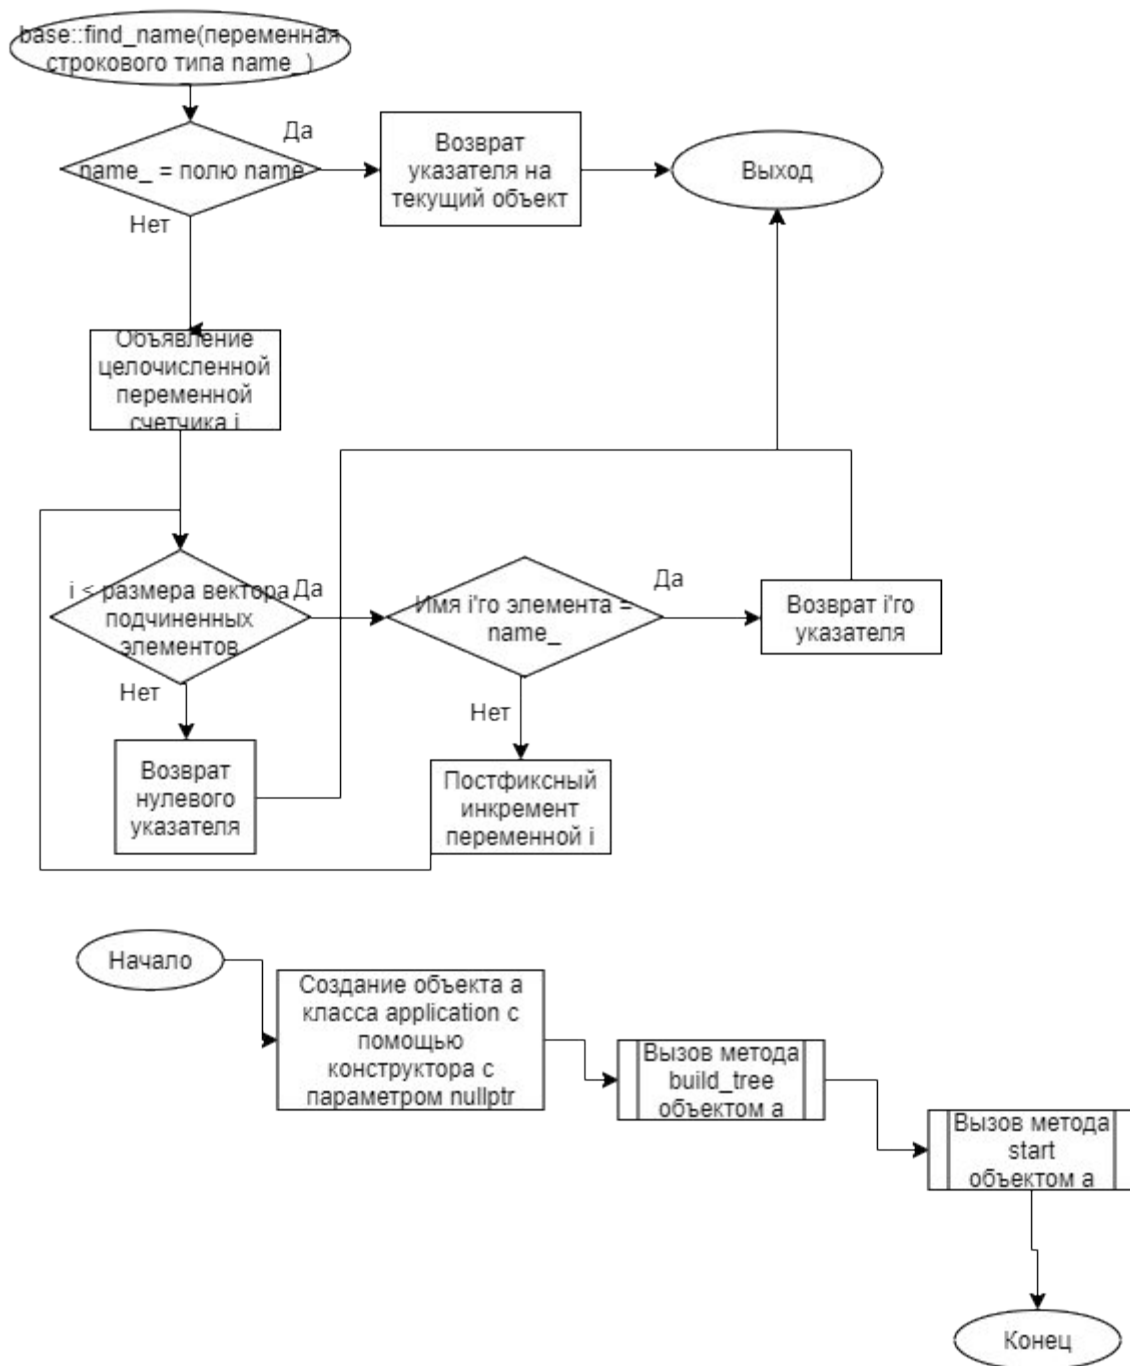 base::find_name(переменная
строкового типа name_)
Да
name_ = полю name
Возврат
указателя на
текущий объект
Выход
Нет
Объявление
целочисленной
переменной
счетчика i
i < размера вектора
подчиненных
элементов
Да
Имя i'го элемента =
name_
Да
Возврат i'го
указателя
Нет
Нет
Возврат
нулевого
указателя
Постфиксный
инкремент
переменной i
Начало
Создание объекта a
класса application с
помощью
конструктора с
параметром nullptr
Вызов метода
build_tree
объектом a
Вызов метода
start
объектом a
Конец